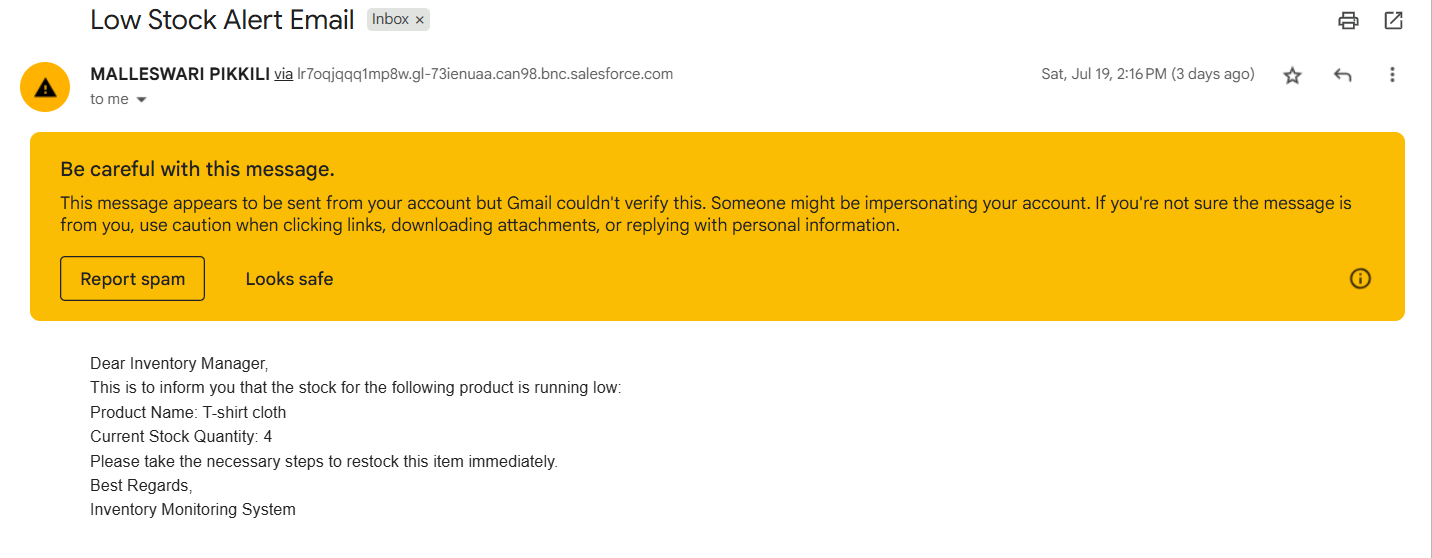 Low Stock Alert Email Inbox ×
MALLESWARI PIKKILI via lr7oqjqqq1mp8w.gl-73ienuaa.can98.bnc.salesforce.com Sat, Jul 19, 2:16 PM (3 days ago)
to me
Be careful with this message.
This message appears to be sent from your account but Gmail couldn't verify this. Someone might be impersonating your account. If you're not sure the message is
from you, use caution when clicking links, downloading attachments, or replying with personal information.
Report spam Looks safe
Dear Inventory Manager,
This is to inform you that the stock for the following product is running low:
Product Name: T-shirt cloth
Current Stock Quantity: 4
Please take the necessary steps to restock this item immediately.
Best Regards,
Inventory Monitoring System